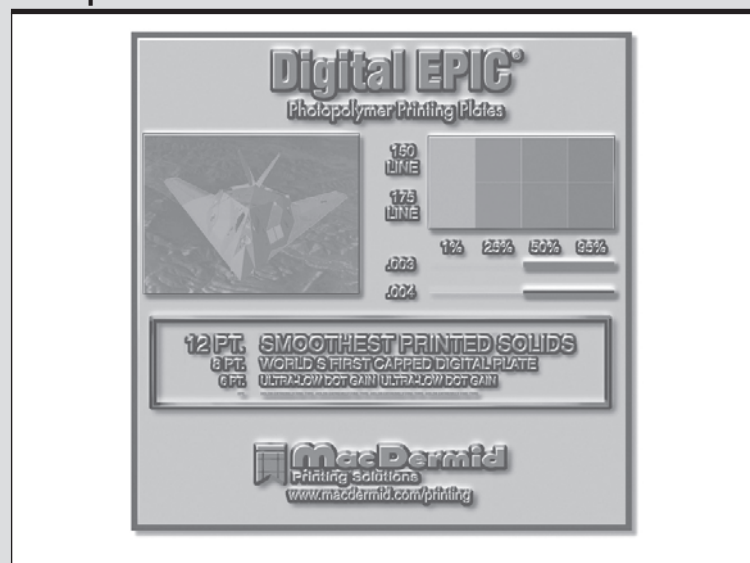 Digital EPIC®
Photopolymer Printing Plates
150
LINE
175
LINE
1% 25% 50% 95%
.003
.004
12 PT. SMOOTHEST PRINTED SOLIDS
8 PT. WORLD'S FIRST CAPPED DIGITAL PLATE
6 PT. ULTRA-LOW DOT GAIN ULTRA-LOW DOT GAIN
MacDermid
Printing Solutions
www.macdermid.com/printing